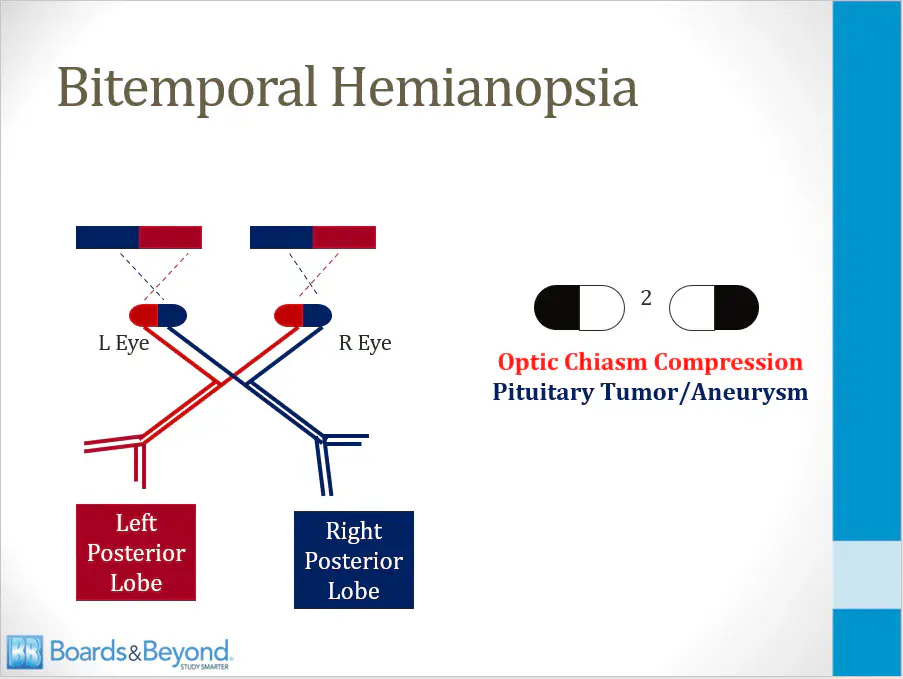 Bitemporal Hemianopsia
L Eye
R Eye
2
Optic Chiasm Compression
Pituitary Tumor/Aneurysm
Left
Posterior
Lobe
Right
Posterior
Lobe
BB
Boards&Beyond.
STUDY SMARTER